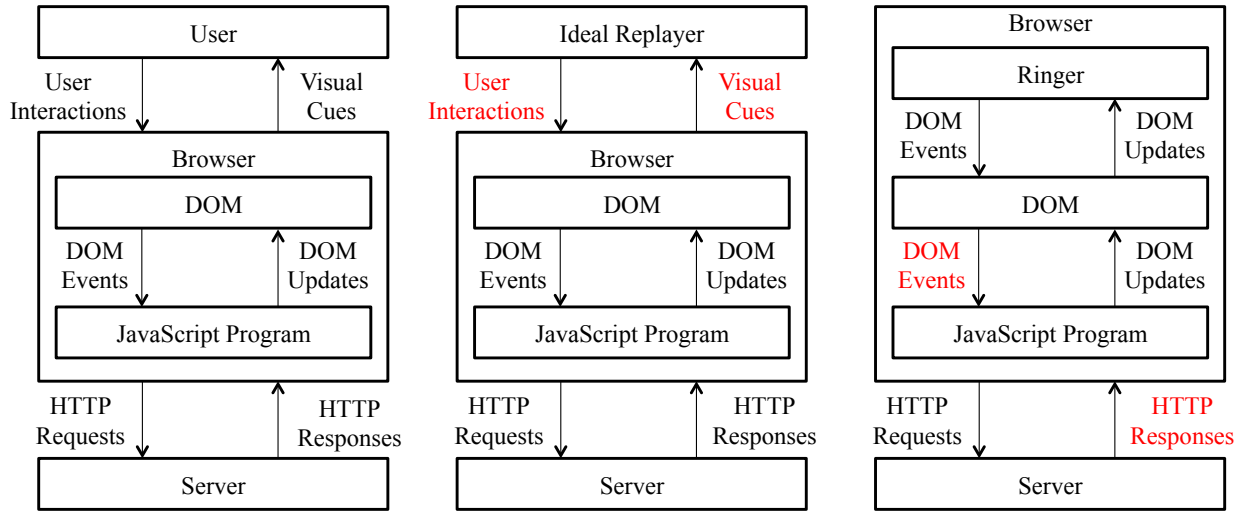 User
User
Interactions
Visual
Cues
Browser
DOM
DOM
Events
DOM
Updates
JavaScript Program
HTTP
Requests
HTTP
Responses
Server
Ideal Replayer
User
Interactions
Visual
Cues
Browser
DOM
DOM
Events
DOM
Updates
JavaScript Program
HTTP
Requests
HTTP
Responses
Server
Browser
Ringer
DOM
Events
DOM
Updates
DOM
DOM
Events
DOM
Updates
JavaScript Program
HTTP
Requests
HTTP
Responses
Server